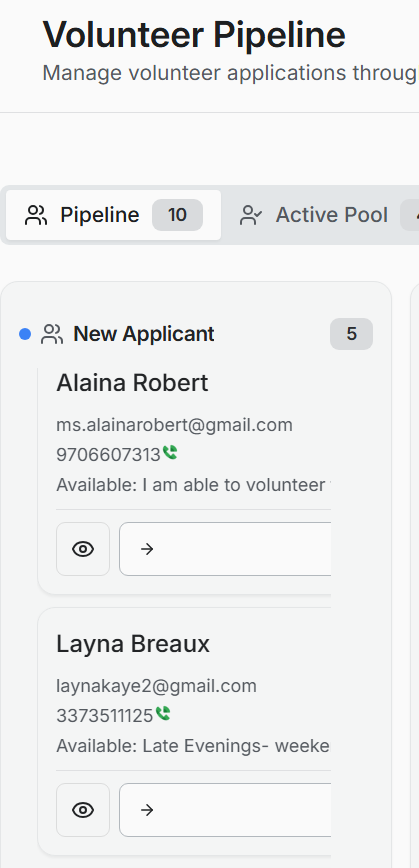 Volunteer Pipeline
Manage volunteer applications throug
Pipeline 10 Active Pool
New Applicant 5
Alaina Robert
ms.alainarobert@gmail.com
9706607313
Available: I am able to volunteer
Layna Breaux
laynakaye2@gmail.com
3373511125
Available: Late Evenings- weeke